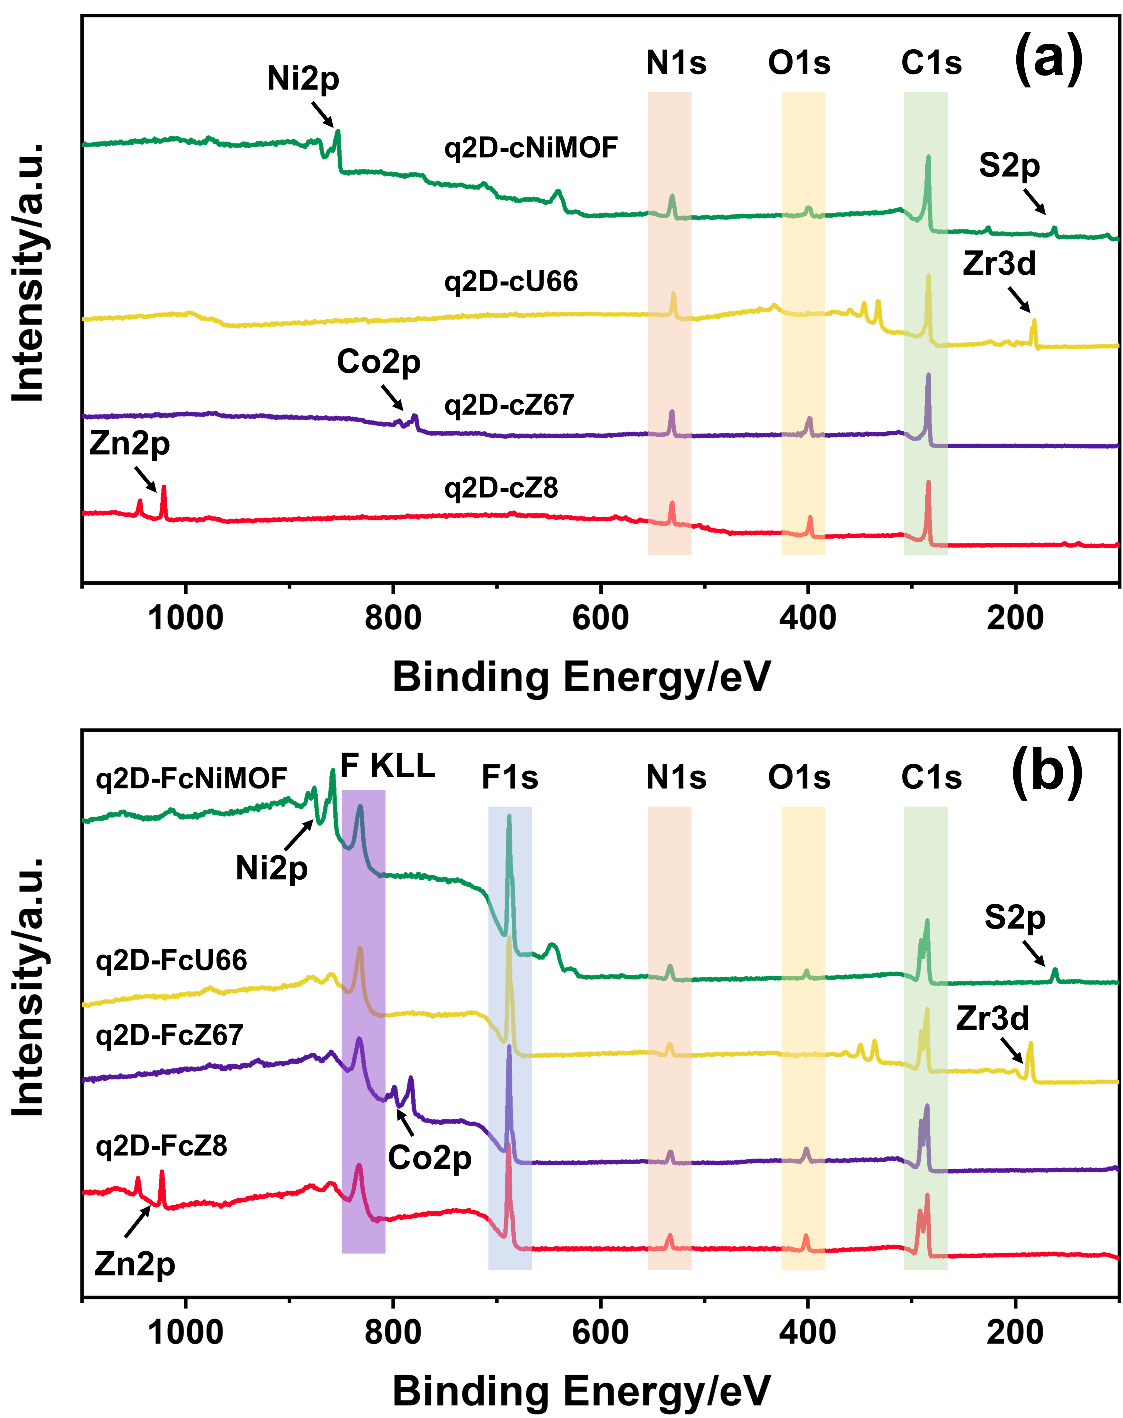 (a)
N1s O1s C1s
Ni2p
q2D-cNiMOF
S2p
Zr3d
q2D-cU66
Co2p
q2D-cZ67
Zn2p
q2D-cZ8
Intensity/a.u.
1000 800 600 400 200
Binding Energy/eV
(b)
q2D-FcNiMOF F KLL F1s N1s O1s C1s
Ni2p
S2p
q2D-FcU66
Zr3d
q2D-FcZ67
q2D-FcZ8 Co2p
Zn2p
Intensity/a.u.
1000 800 600 400 200
Binding Energy/eV